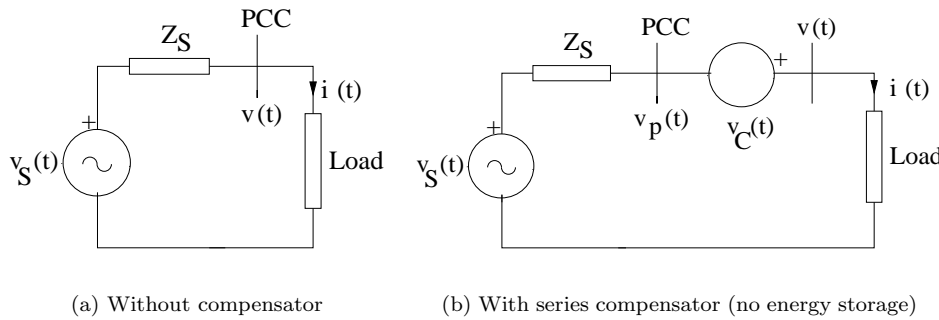 PCC
Z_S
v(t)
i (t)
+
v_S(t)
Load
(a) Without compensator
PCC
Z_S
v(t)
+
i (t)
v_p(t)
v_C(t)
+
v_S(t)
Load
(b) With series compensator (no energy storage)